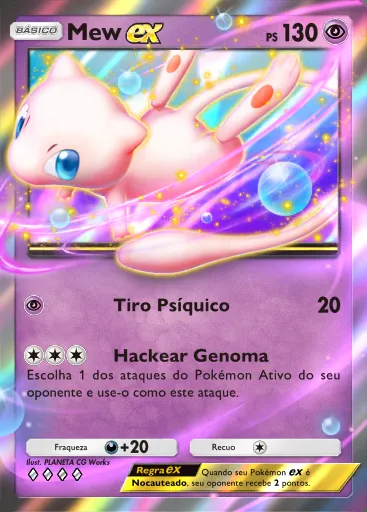 BÁSICO Mew ex PS 130
Tiro Psíquico 20
Hackear Genoma
Escolha 1 dos ataques do Pokémon Ativo do seu
oponente e use-o como este ataque.
Fraqueza +20 Recuo
Ilust. PLANETA CG Works
Regra ex Quando seu Pokémon ex é
Nocauteado, seu oponente recebe 2 pontos.